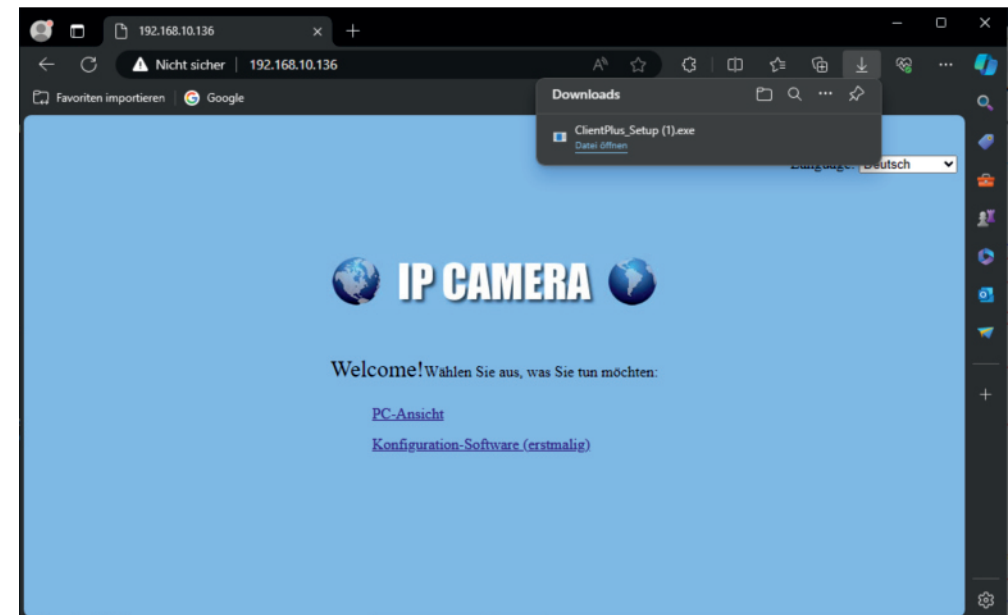 192.168.10.136
Nicht sicher | 192.168.10.136
Favoriten importieren
Google
Downloads
ClientPlus_Setup (1).exe
Datei öffnen
Language: Deutsch
IP CAMERA
Welcome! Wählen Sie aus, was Sie tun möchten:
PC-Ansicht
Konfiguration-Software (erstmalig)